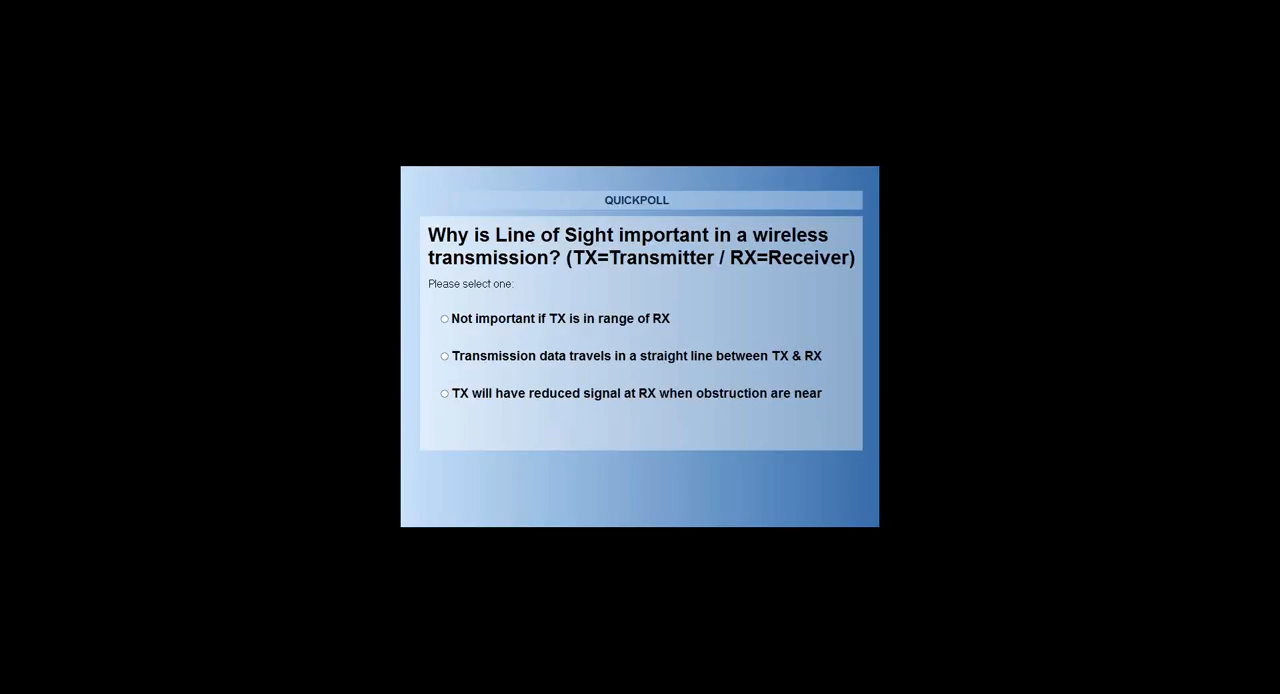 QUICKPOLL
Why is Line of Sight important in a wireless
transmission? (TX=Transmitter / RX=Receiver)
Please select one:
Not important if TX is in range of RX
Transmission data travels in a straight line between TX & RX
TX will have reduced signal at RX when obstruction are near